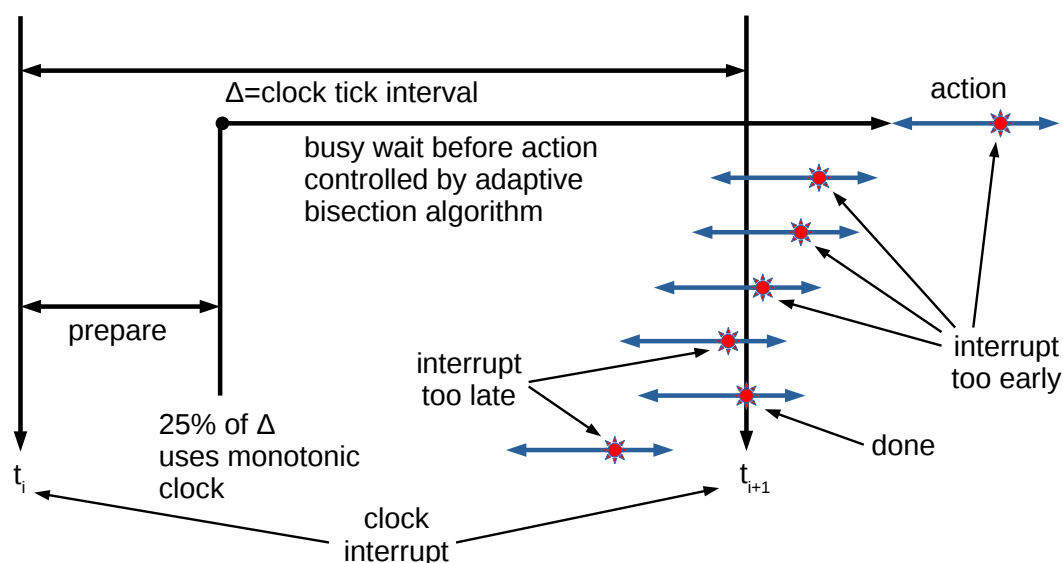 Δ=clock tick interval
action
busy wait before action
controlled by adaptive
bisection algorithm
prepare
interrupt
too late
interrupt
too early
25% of Δ
uses monotonic
clock
done
tᵢ
tᵢ₊₁
clock
interrupt